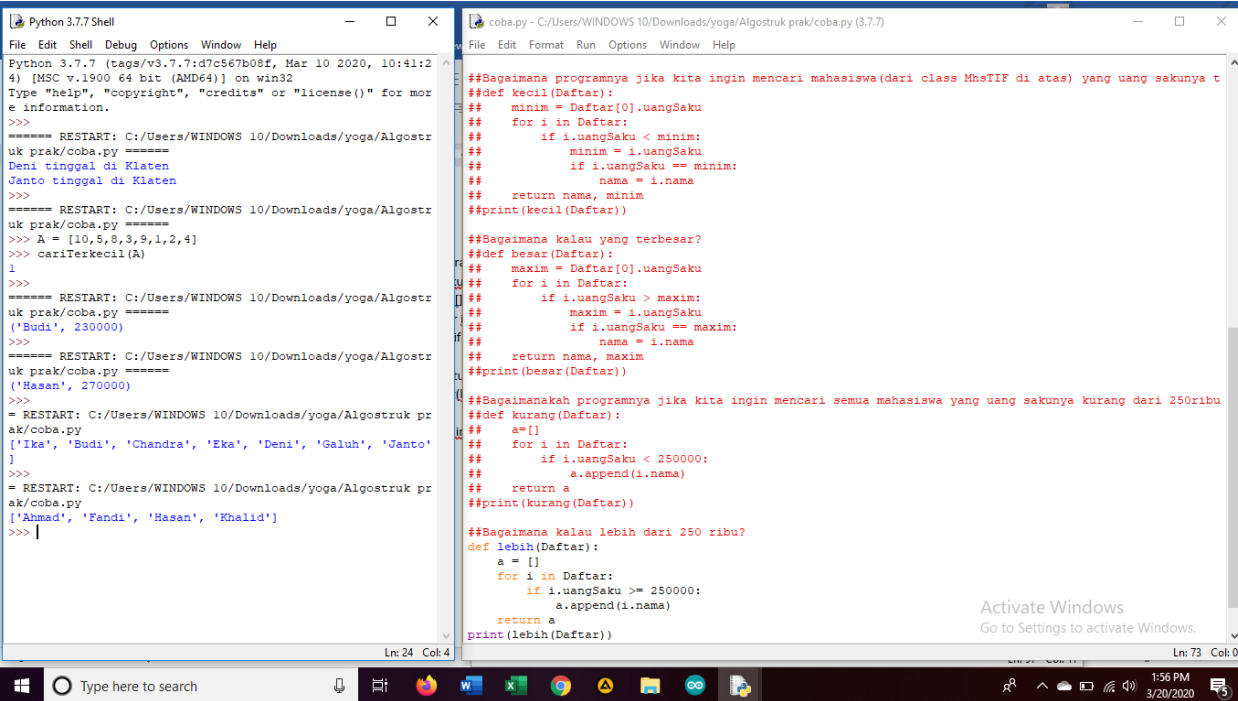 Python 3.7.7 Shell
File Edit Shell Debug Options Window Help
Python 3.7.7 (tags/v3.7.7:d7c567b08f, Mar 10 2020, 10:41:2
4) [MSC v.1900 64 bit (AMD64)] on win32
Type "help", "copyright", "credits" or "license()" for mor
e information.
>>>
====== RESTART: C:/Users/WINDOWS 10/Downloads/yoga/Algostr
uk prak/coba.py ======
Deni tinggal di Klaten
Janto tinggal di Klaten
>>>
====== RESTART: C:/Users/WINDOWS 10/Downloads/yoga/Algostr
uk prak/coba.py ======
>>> A = [10,5,8,3,9,1,2,4]
>>> cariTerkecil(A)
1
>>>
====== RESTART: C:/Users/WINDOWS 10/Downloads/yoga/Algostr
uk prak/coba.py ======
('Budi', 230000)
>>>
====== RESTART: C:/Users/WINDOWS 10/Downloads/yoga/Algostr
uk prak/coba.py ======
('Hasan', 270000)
>>>
= RESTART: C:/Users/WINDOWS 10/Downloads/yoga/Algostruk pr
ak/coba.py
['Ika', 'Budi', 'Chandra', 'Eka', 'Deni', 'Galuh', 'Janto'
]
>>>
= RESTART: C:/Users/WINDOWS 10/Downloads/yoga/Algostruk pr
ak/coba.py
['Ahmad', 'Fandi', 'Hasan', 'Khalid']
>>>
Ln: 24 Col: 4
coba.py - C:/Users/WINDOWS 10/Downloads/yoga/Algostruk prak/coba.py (3.7.7)
File Edit Format Run Options Window Help
##Bagaimana programnya jika kita ingin mencari mahasiswa(dari class MhsTIF di atas) yang uang sakunya t
##def kecil(Daftar):
##    minim = Daftar[0].uangSaku
##    for i in Daftar:
##        if i.uangSaku < minim:
##            minim = i.uangSaku
##            if i.uangSaku == minim:
##                nama = i.nama
##    return nama, minim
##print(kecil(Daftar))
##Bagaimana kalau yang terbesar?
##def besar(Daftar):
##    maxim = Daftar[0].uangSaku
##    for i in Daftar:
##        if i.uangSaku > maxim:
##            maxim = i.uangSaku
##            if i.uangSaku == maxim:
##                nama = i.nama
##    return nama, maxim
##print(besar(Daftar))
##Bagaimanakah programnya jika kita ingin mencari semua mahasiswa yang uang sakunya kurang dari 250ribu
##def kurang(Daftar):
##    a=[]
##    for i in Daftar:
##        if i.uangSaku < 250000:
##            a.append(i.nama)
##    return a
##print(kurang(Daftar))
##Bagaimana kalau lebih dari 250 ribu?
def lebih(Daftar):
    a = []
    for i in Daftar:
        if i.uangSaku >= 250000:
            a.append(i.nama)
    return a
print(lebih(Daftar))
Activate Windows
Go to Settings to activate Windows.
Ln: 73 Col: 0
Type here to search
1:56 PM
3/20/2020
5